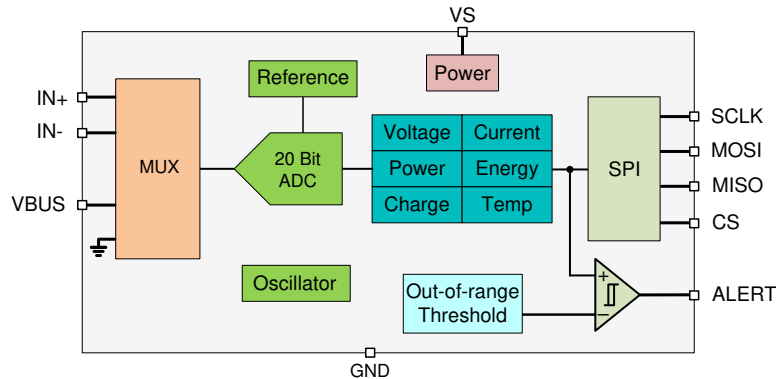 VS
Reference
Power
IN+
IN-
VBUS
MUX
20 Bit
ADC
Voltage
Current
Power
Energy
Charge
Temp
SPI
SCLK
MOSI
MISO
CS
Oscillator
Out-of-range
Threshold
+
−
ALERT
GND